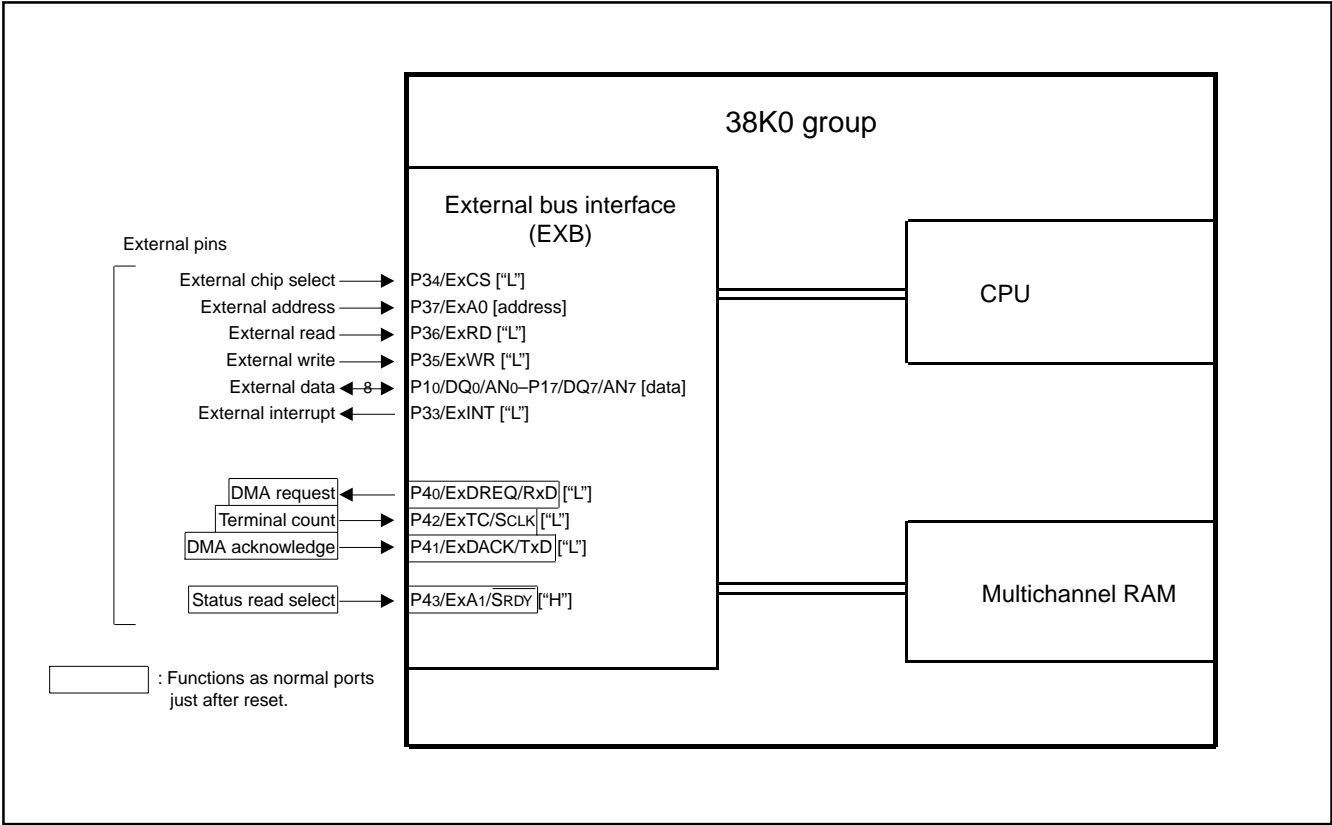 38K0 group
External bus interface
(EXB)
External pins
External chip select P34/ExCS [“L”]
External address P37/ExA0 [address]
External read P36/ExRD [“L”]
External write P35/ExWR [“L”]
External data 8 P10/DQ0/AN0–P17/DQ7/AN7 [data]
External interrupt P33/ExINT [“L”]
CPU
DMA request P40/ExDREQ/RxD [“L”]
Terminal count P42/ExTC/SCLK [“L”]
DMA acknowledge P41/ExDACK/TxD [“L”]
Status read select P43/ExA1/S̅R̅D̅Y̅ [“H”]
Multichannel RAM
: Functions as normal ports
just after reset.